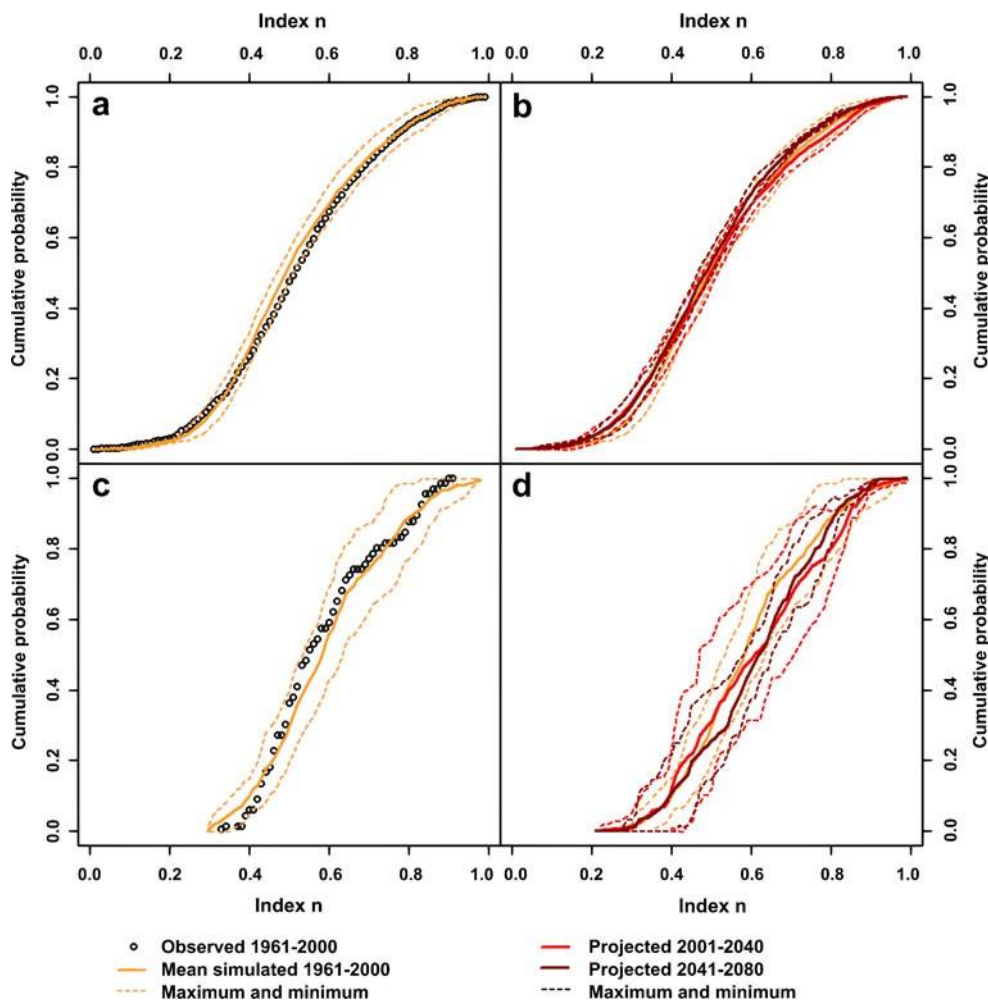 Index n
Index n
0.0 0.2 0.4 0.6 0.8 1.0
0.0 0.2 0.4 0.6 0.8 1.0
a
b
Cumulative probability
1.0
0.8
0.6
0.4
0.2
0.0
Cumulative probability
1.0
0.8
0.6
0.4
0.2
0.0
c
d
Cumulative probability
1.0
0.8
0.6
0.4
0.2
0.0
Cumulative probability
1.0
0.8
0.6
0.4
0.2
0.0
0.0 0.2 0.4 0.6 0.8 1.0
0.0 0.2 0.4 0.6 0.8 1.0
Index n
Index n
Observed 1961-2000
Mean simulated 1961-2000
Maximum and minimum
Projected 2001-2040
Projected 2041-2080
Maximum and minimum